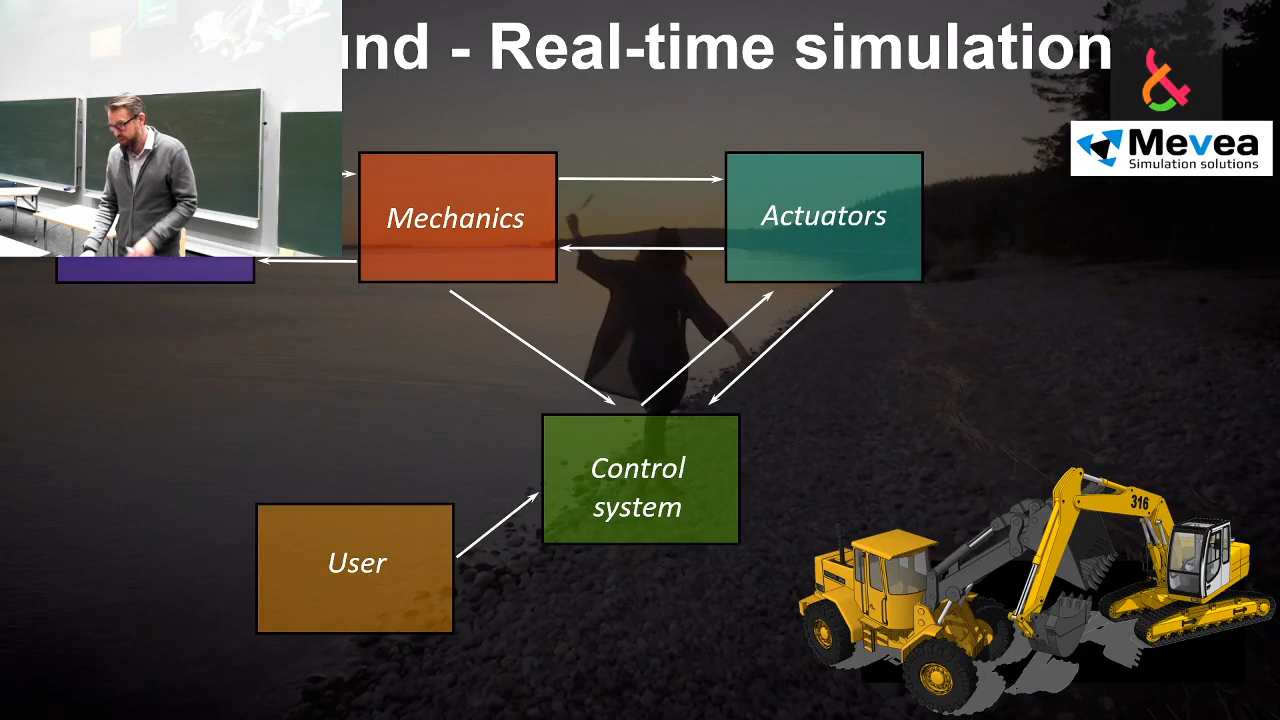 und - Real-time simulation
Mevea
Simulation solutions
Mechanics
Actuators
Control
system
User
316